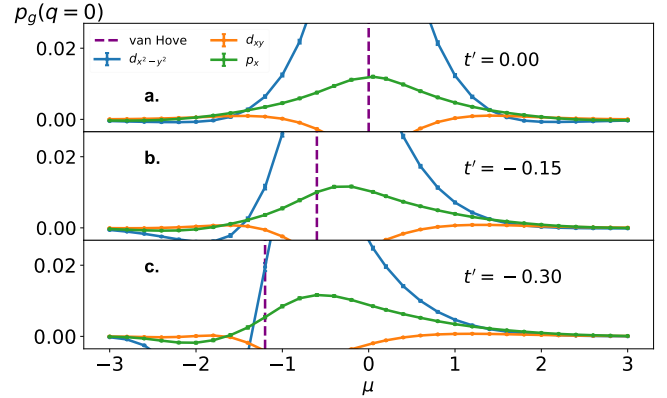 p_g(q = 0)
van Hove
d_{x²−y²}
d_{xy}
p_x
0.02
0.00
a.
t′ = 0.00
0.02
0.00
b.
t′ = −0.15
0.02
0.00
c.
t′ = −0.30
−3 −2 −1 0 1 2 3
μ